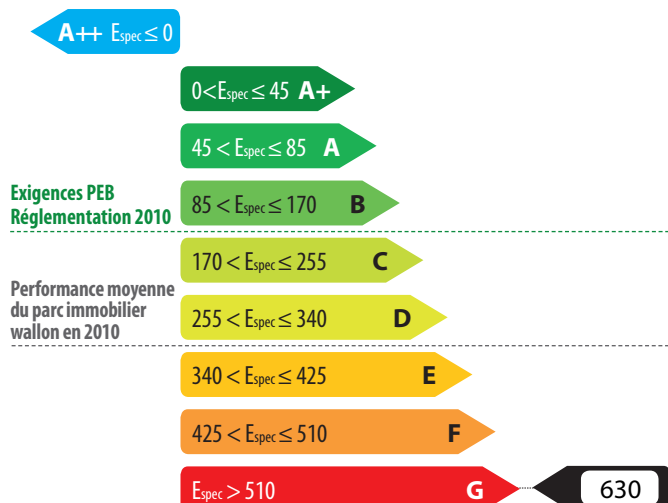 A++ Espec ≤ 0
0<Espec ≤ 45 A+
45 < Espec ≤ 85 A
Exigences PEB
Réglementation 2010
85 < Espec ≤ 170 B
170 < Espec ≤ 255 C
Performance moyenne
du parc immobilier
wallon en 2010
255 < Espec ≤ 340 D
340 < Espec ≤ 425 E
425 < Espec ≤ 510 F
Espec > 510 G 630